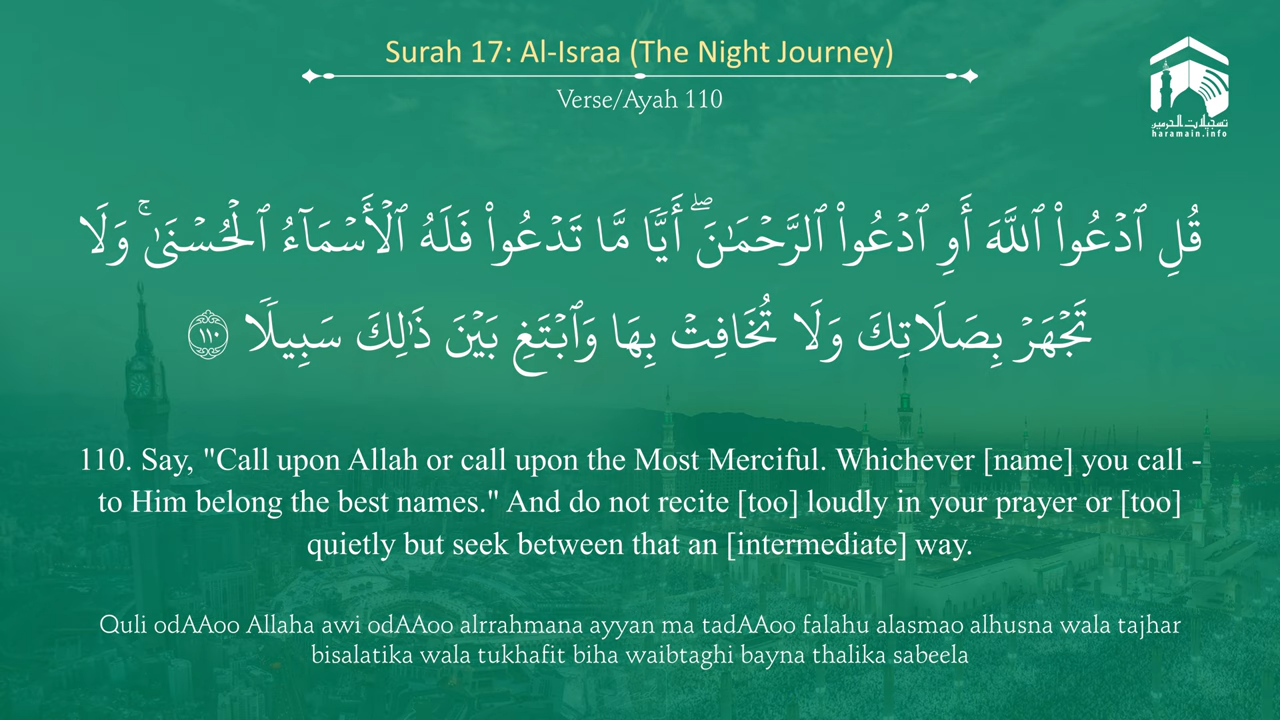 Surah 17: Al-Israa (The Night Journey)
Verse/Ayah 110
تسجيلات الحرمين
haramain.info
قُلِ ٱدۡعُواْ ٱللَّهَ أَوِ ٱدۡعُواْ ٱلرَّحۡمَٰنَۖ أَيّٗا مَّا تَدۡعُواْ فَلَهُ ٱلۡأَسۡمَآءُ ٱلۡحُسۡنَىٰۚ وَلَا
تَجۡهَرۡ بِصَلَاتِكَ وَلَا تُخَافِتۡ بِهَا وَٱبۡتَغِ بَيۡنَ ذَٰلِكَ سَبِيلٗا ١١٠
110. Say, "Call upon Allah or call upon the Most Merciful. Whichever [name] you call -
to Him belong the best names." And do not recite [too] loudly in your prayer or [too]
quietly but seek between that an [intermediate] way.
Quli odAAoo Allaha awi odAAoo alrrahmana ayyan ma tadAAoo falahu alasmao alhusna wala tajhar
bisalatika wala tukhafit biha waibtaghi bayna thalika sabeela